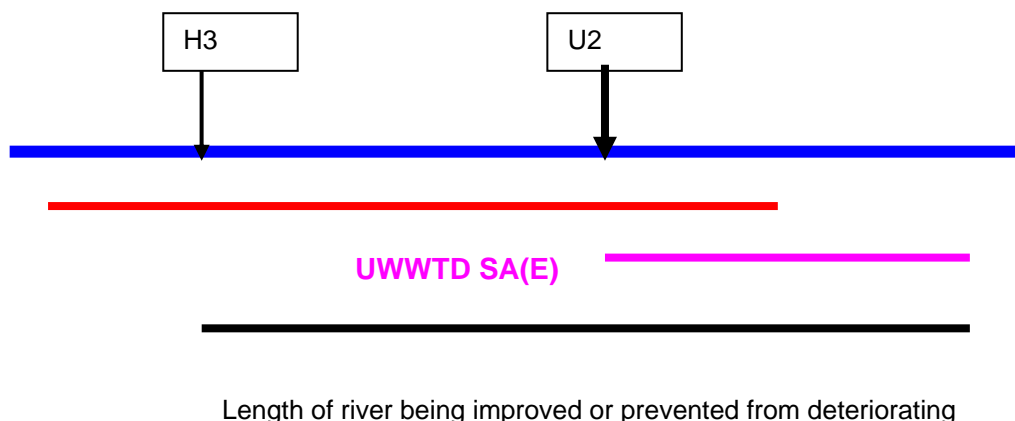 H3
U2
UWWTD SA(E)
Length of river being improved or prevented from deteriorating